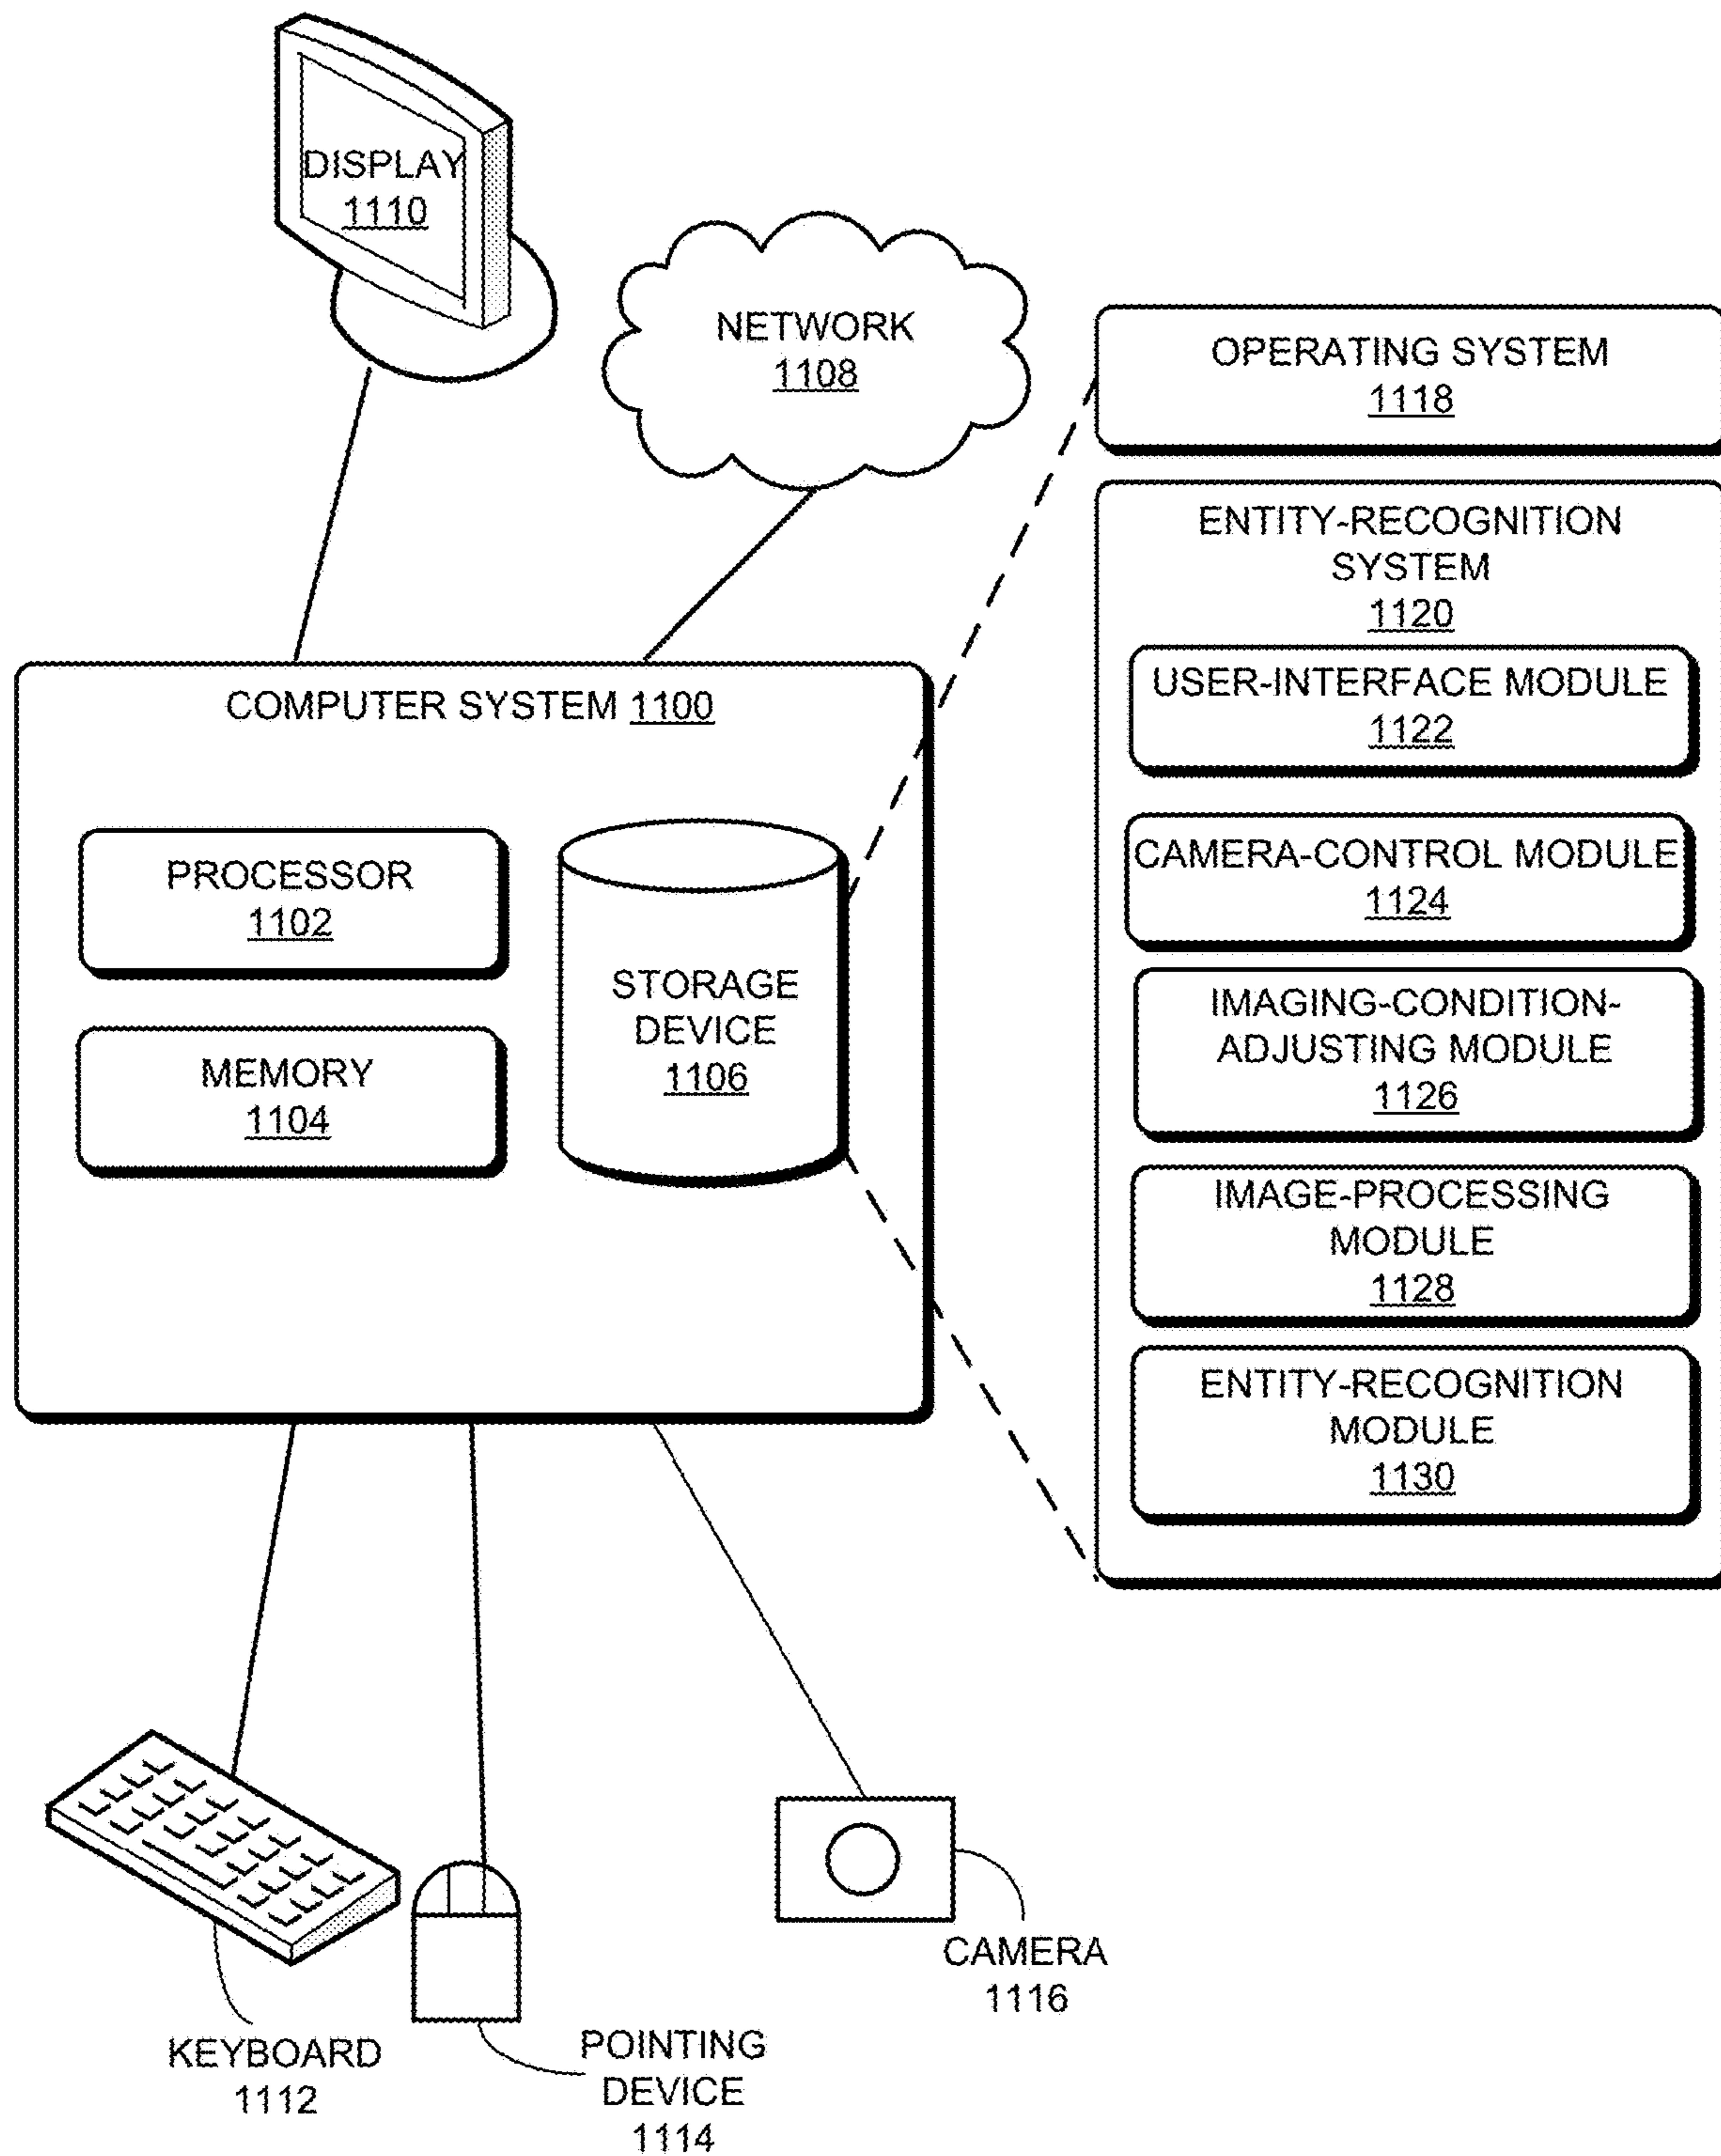 DISPLAY
1110
NETWORK
1108
OPERATING SYSTEM
1118
ENTITY-RECOGNITION
SYSTEM
1120
USER-INTERFACE MODULE
1122
CAMERA-CONTROL MODULE
1124
IMAGING-CONDITION-
ADJUSTING MODULE
1126
IMAGE-PROCESSING
MODULE
1128
ENTITY-RECOGNITION
MODULE
1130
COMPUTER SYSTEM 1100
PROCESSOR
1102
MEMORY
1104
STORAGE
DEVICE
1106
KEYBOARD
1112
POINTING
DEVICE
1114
CAMERA
1116